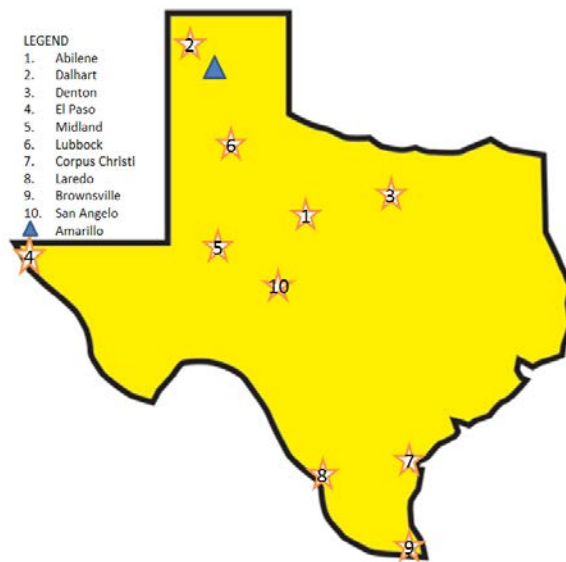 LEGEND
1. Abilene
2. Dalhart
3. Denton
4. El Paso
5. Midland
6. Lubbock
7. Corpus Christi
8. Laredo
9. Brownsville
10. San Angelo
Amarillo
2
6
3
1
5
4
10
7
8
9